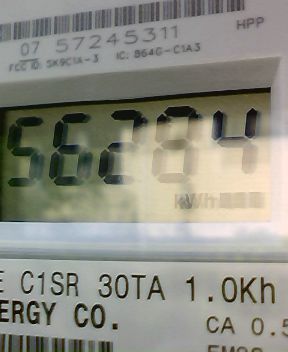 07 57245311
HPP
FCC ID: SK9C1A-3 IC: 864G-C1A3
56284
kWh
E C1SR 30TA 1.0Kh
ERGY CO.
CA 0.5